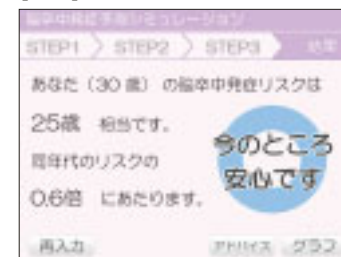 脳卒中発症予測シミュレーション
STEP1 STEP2 STEP3 結果
あなた（30歳）の脳卒中発症リスクは
25歳 相当です。
同年代のリスクの
0.6倍 にあたります。
今のところ
安心です
再入力 アドバイス グラフ